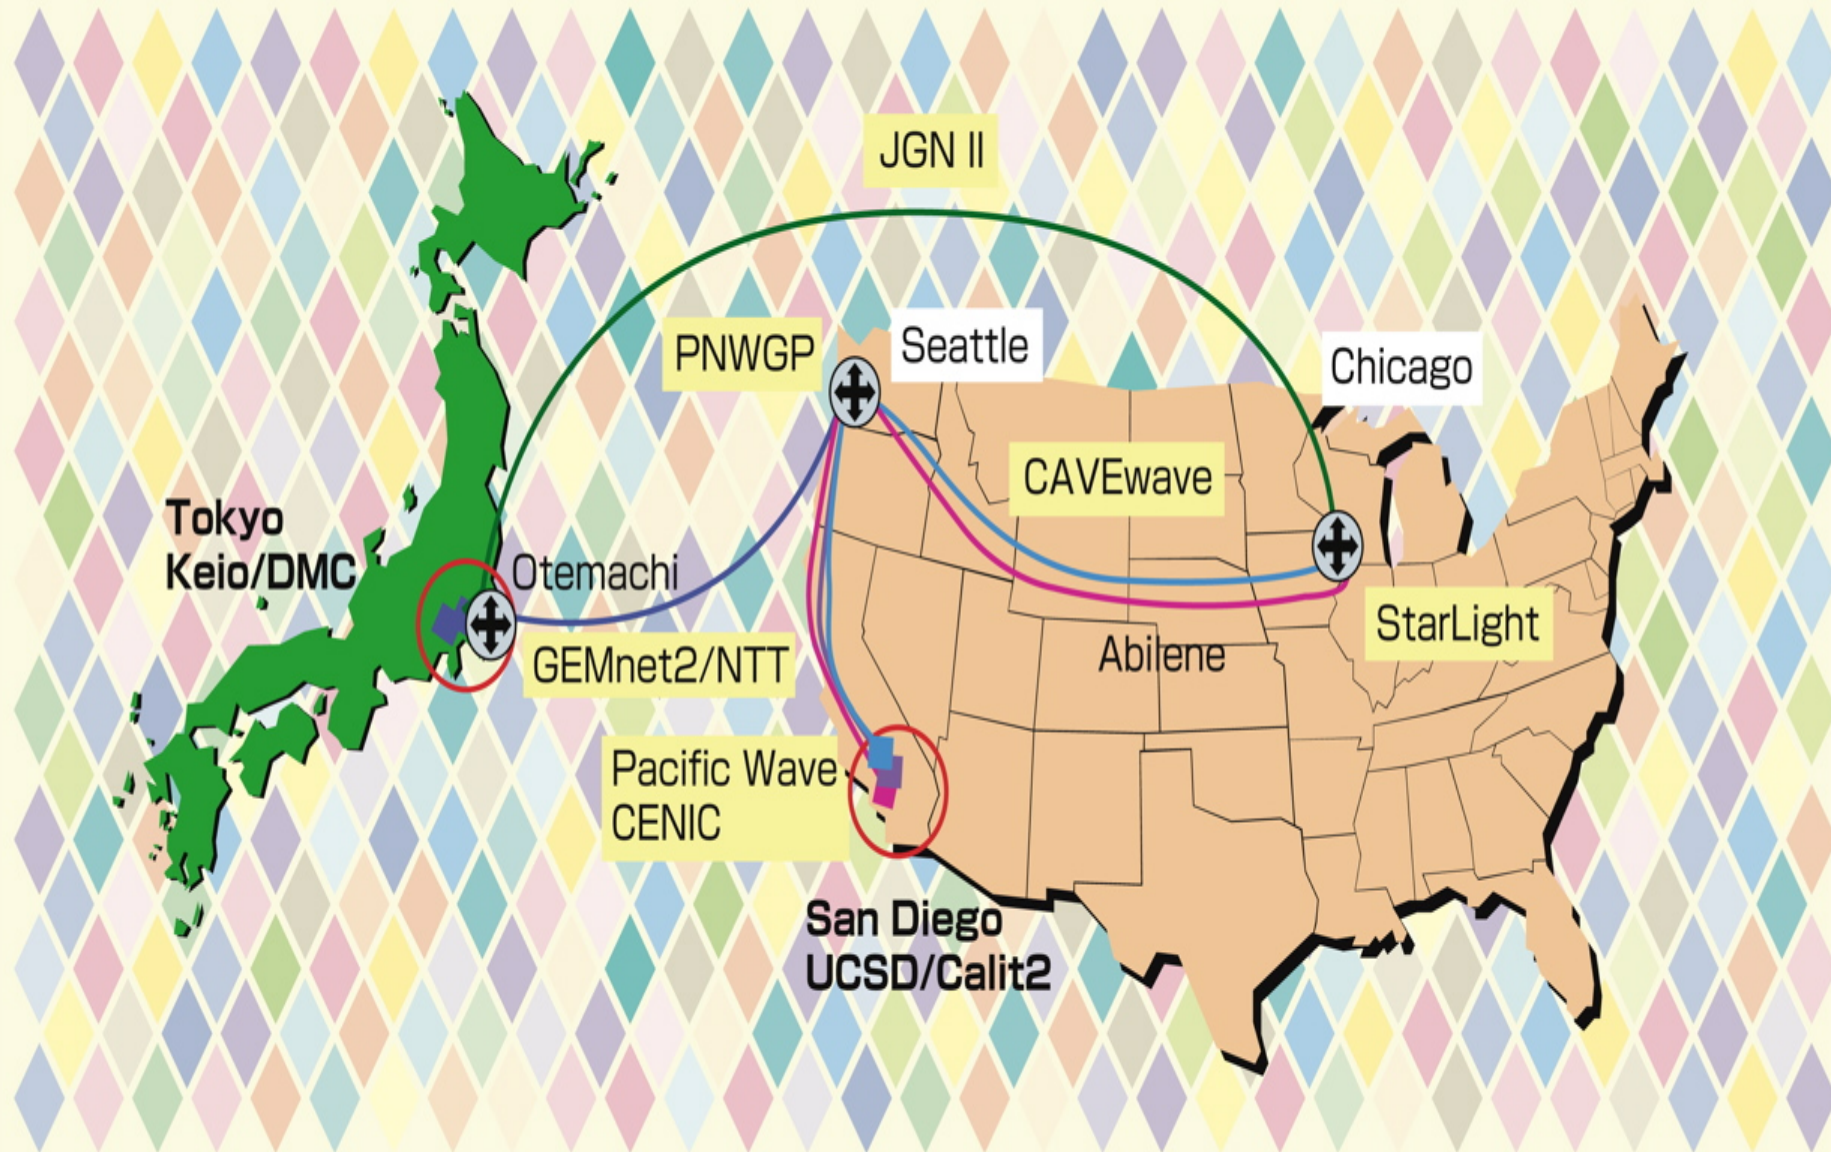 JGN II
PNWGP
Seattle
Chicago
CAVEwave
Tokyo
Keio/DMC
Otemachi
GEMnet2/NTT
StarLight
Abilene
Pacific Wave
CENIC
San Diego
UCSD/Calit2